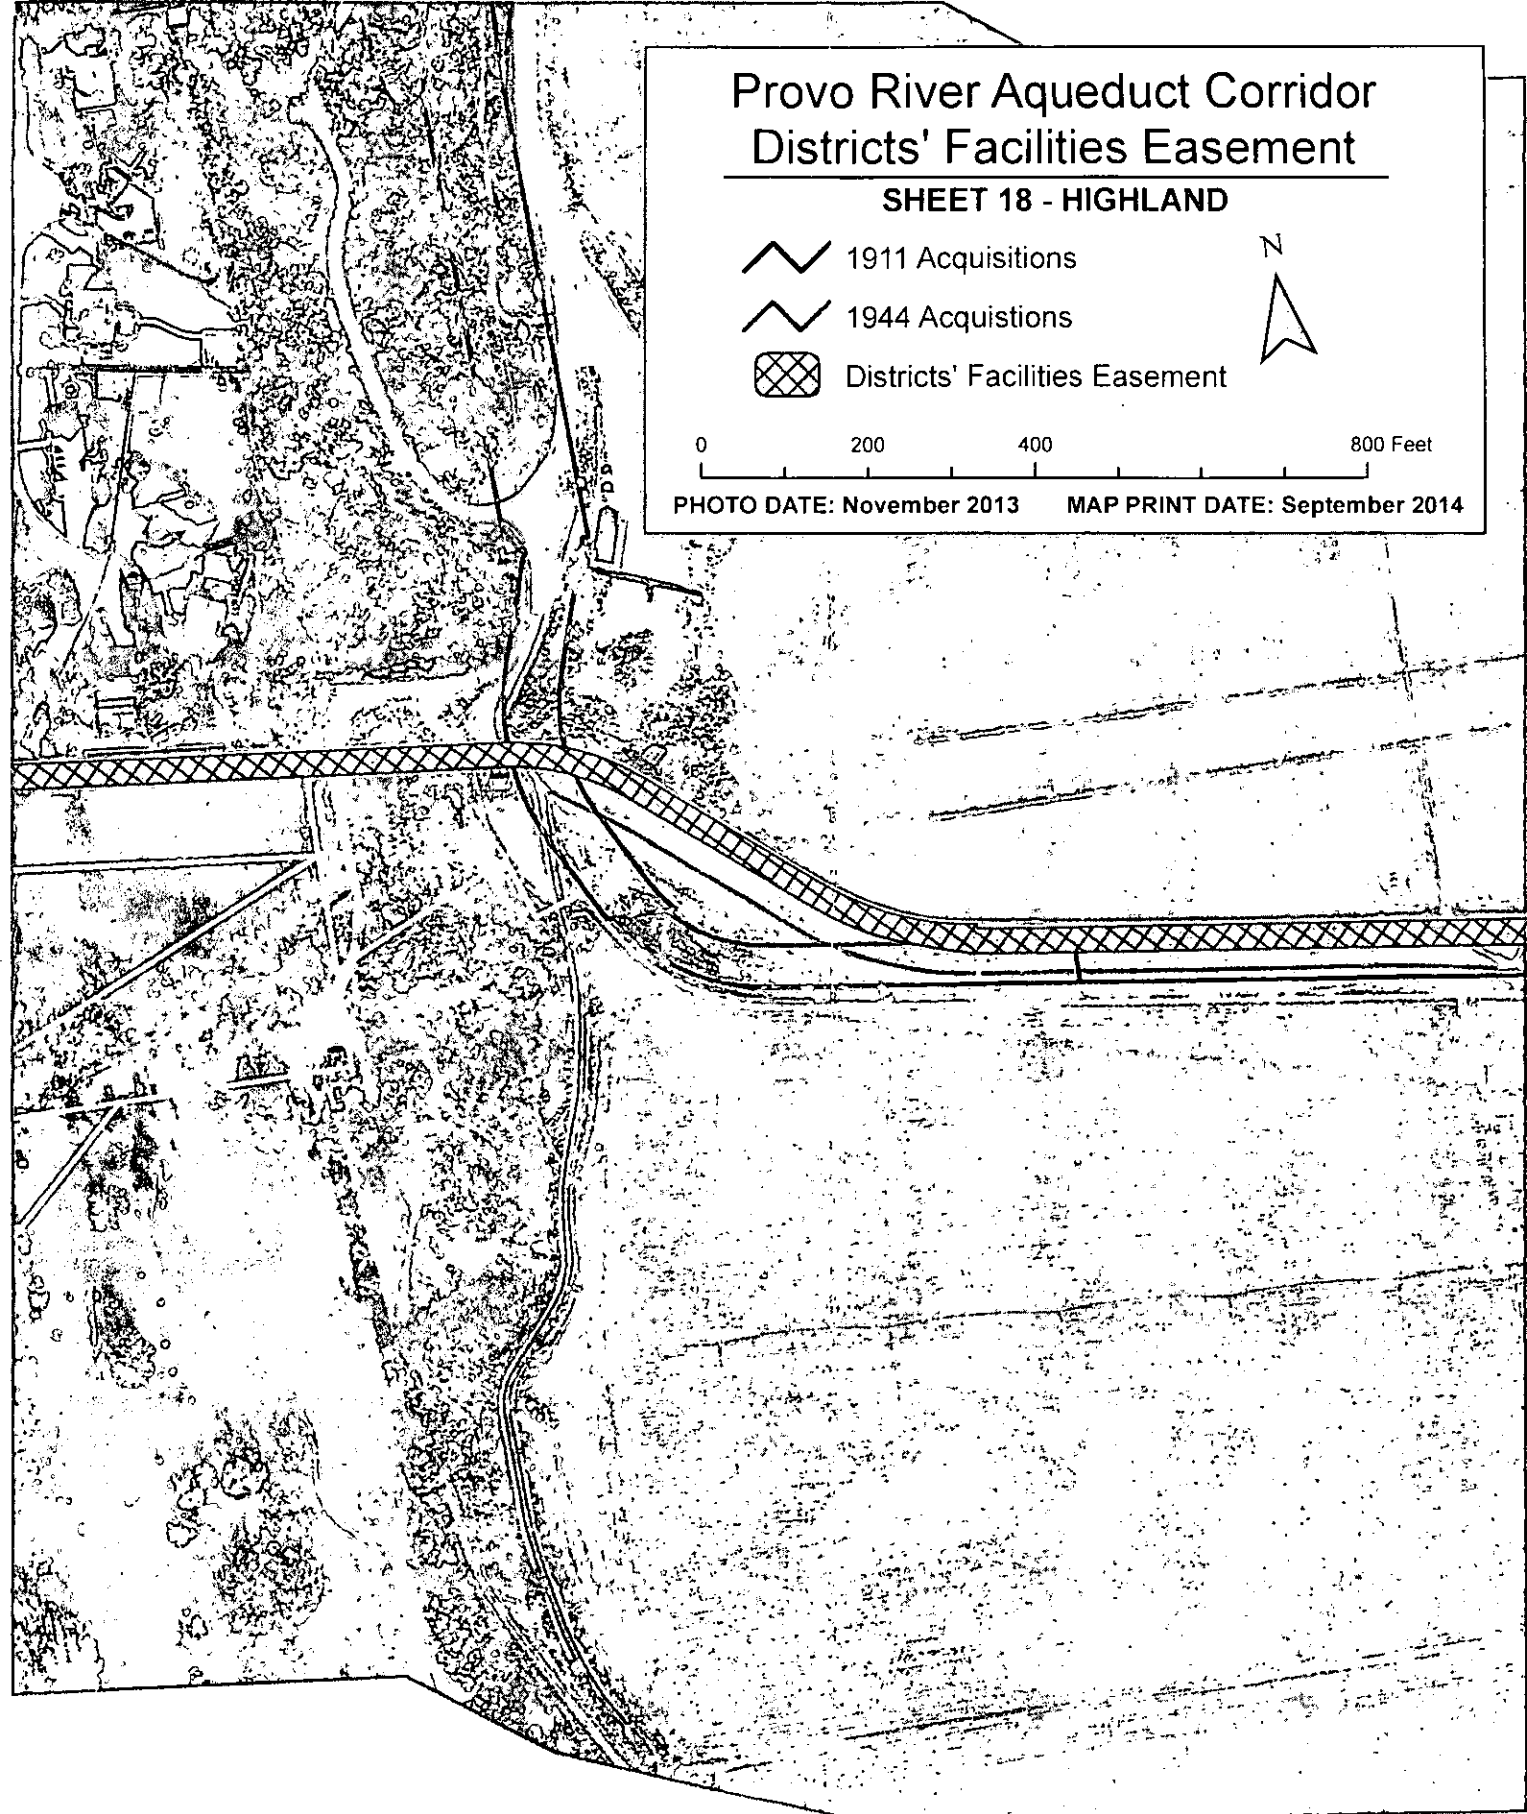 Provo River Aqueduct Corridor
Districts' Facilities Easement
SHEET 18 - HIGHLAND
1911 Acquisitions
N
1944 Acquistions
Districts' Facilities Easement
0 200 400 800 Feet
PHOTO DATE: November 2013 MAP PRINT DATE: September 2014